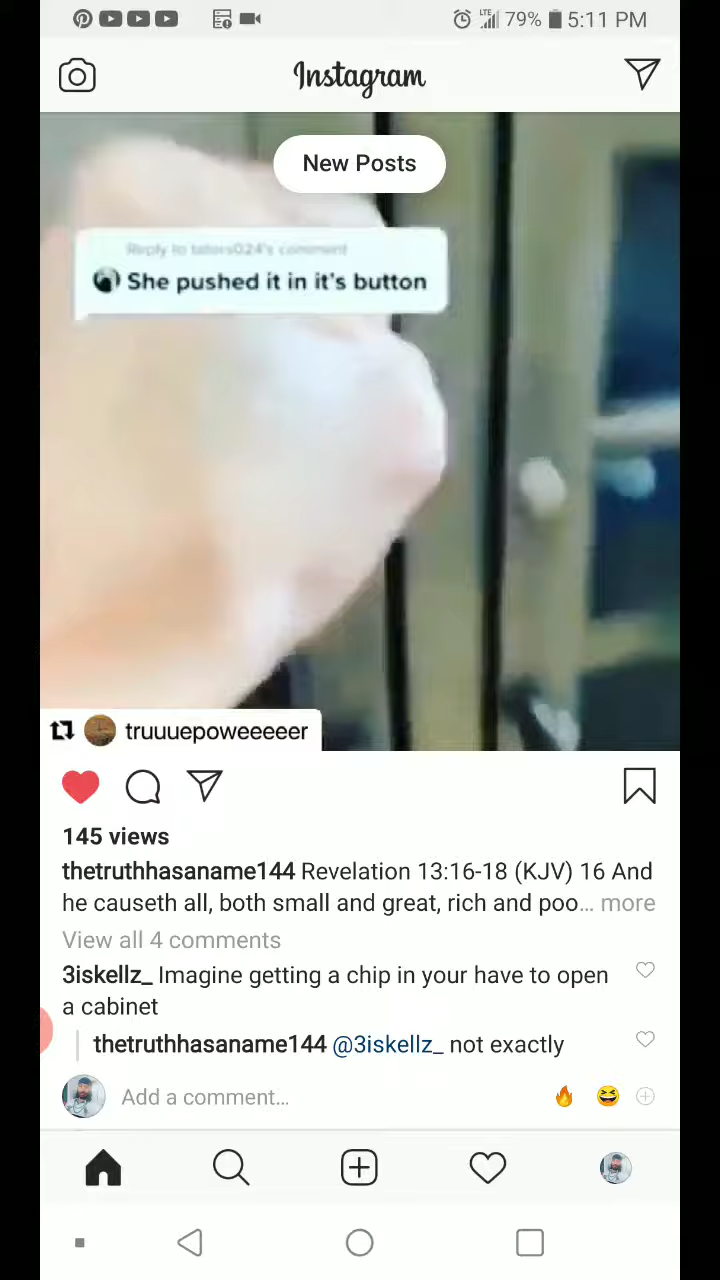 79% 5:11 PM
Instagram
New Posts
Reply to tators024's comment
She pushed it in it's button
truuuepoweeeeer
145 views
thetruthhasaname144 Revelation 13:16-18 (KJV) 16 And
he causeth all, both small and great, rich and poo... more
View all 4 comments
3iskellz_ Imagine getting a chip in your have to open
a cabinet
thetruthhasaname144 @3iskellz_ not exactly
Add a comment...